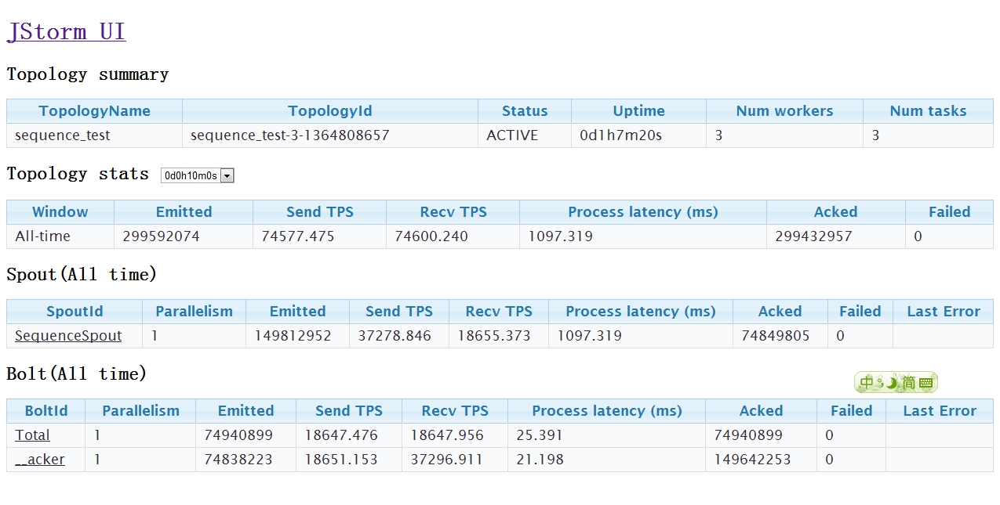 JStorm UI
Topology summary
TopologyName TopologyId Status Uptime Num workers Num tasks
sequence_test sequence_test-3-1364808657 ACTIVE 0d1h7m20s 3 3
Topology stats 0d0h10m0s
Window Emitted Send TPS Recv TPS Process latency (ms) Acked Failed
All-time 299592074 74577.475 74600.240 1097.319 299432957 0
Spout(All time)
SpoutId Parallelism Emitted Send TPS Recv TPS Process latency (ms) Acked Failed Last Error
SequenceSpout 1 149812952 37278.846 18655.373 1097.319 74849805 0
Bolt(All time)
中 简
BoltId Parallelism Emitted Send TPS Recv TPS Process latency (ms) Acked Failed Last Error
Total 1 74940899 18647.476 18647.956 25.391 74940899 0
__acker 1 74838223 18651.153 37296.911 21.198 149642253 0